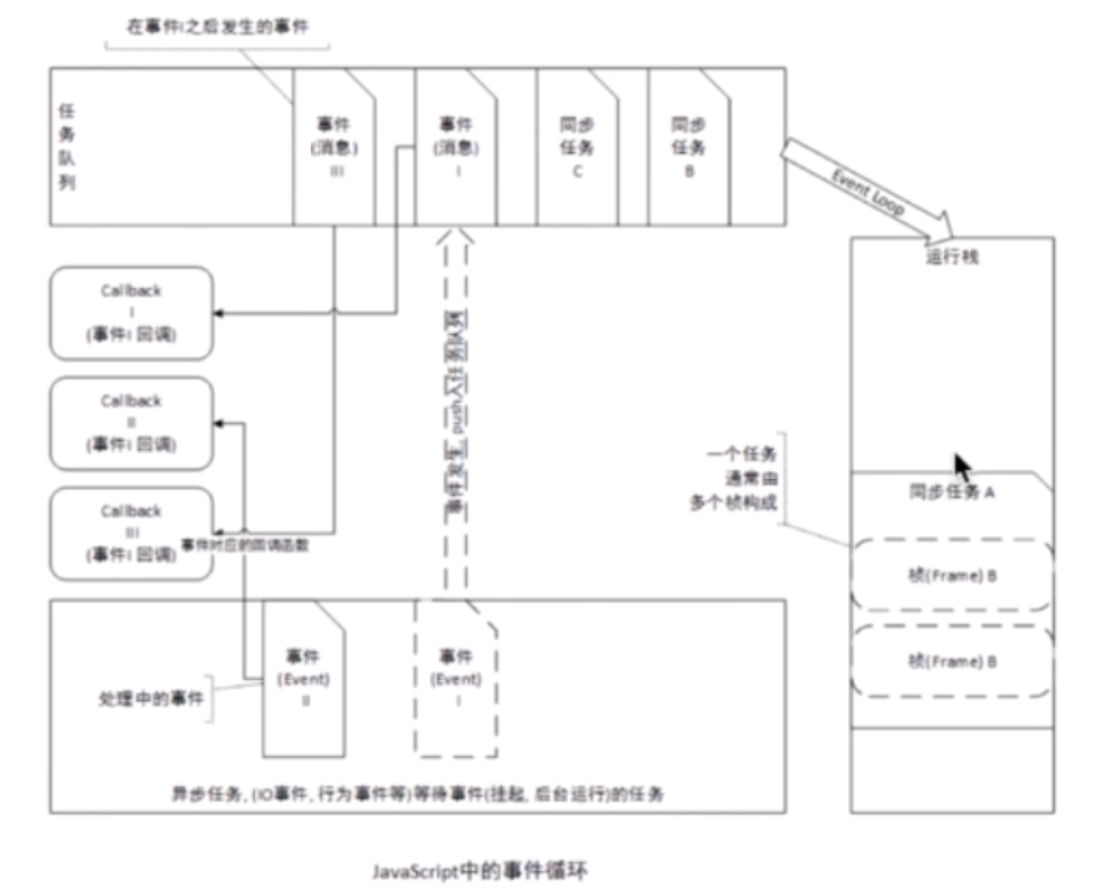 在事件I之后发生的事件
任
务
队
列
事件
(消息)
III
事件
(消息)
I
同步
任务
C
同步
任务
B
Event Loop
运行栈
Callback
I
(事件I 回调)
Callback
II
(事件I 回调)
Callback
III
(事件I 回调)
事件对应的回调函数
事件发生, push入任务队列
一个任务
通常由
多个桢构成
同步任务 A
桢(Frame) B
桢(Frame) B
处理中的事件
事件
(Event)
II
事件
(Event)
I
异步任务, (IO事件, 行为事件等)等待事件(挂起, 后台运行)的任务
JavaScript中的事件循环